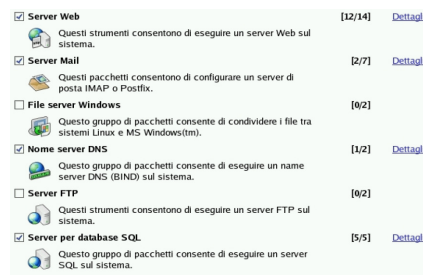 Server Web [12/14] Dettagl
Questi strumenti consentono di eseguire un server Web sul
sistema.
Server Mail [2/7] Dettagl
Questi pacchetti consentono di configurare un server di
posta IMAP o Postfix.
File server Windows [0/2]
Questo gruppo di pacchetti consente di condividere i file tra
sistemi Linux e MS Windows(tm).
Nome server DNS [1/2] Dettagl
Questo gruppo di pacchetti consente di eseguire un name
server DNS (BIND) sul sistema.
Server FTP [0/2]
Questi strumenti consentono di eseguire un server FTP sul
sistema.
Server per database SQL [5/5] Dettagl
Questo gruppo di pacchetti consente di eseguire un server
SQL sul sistema.